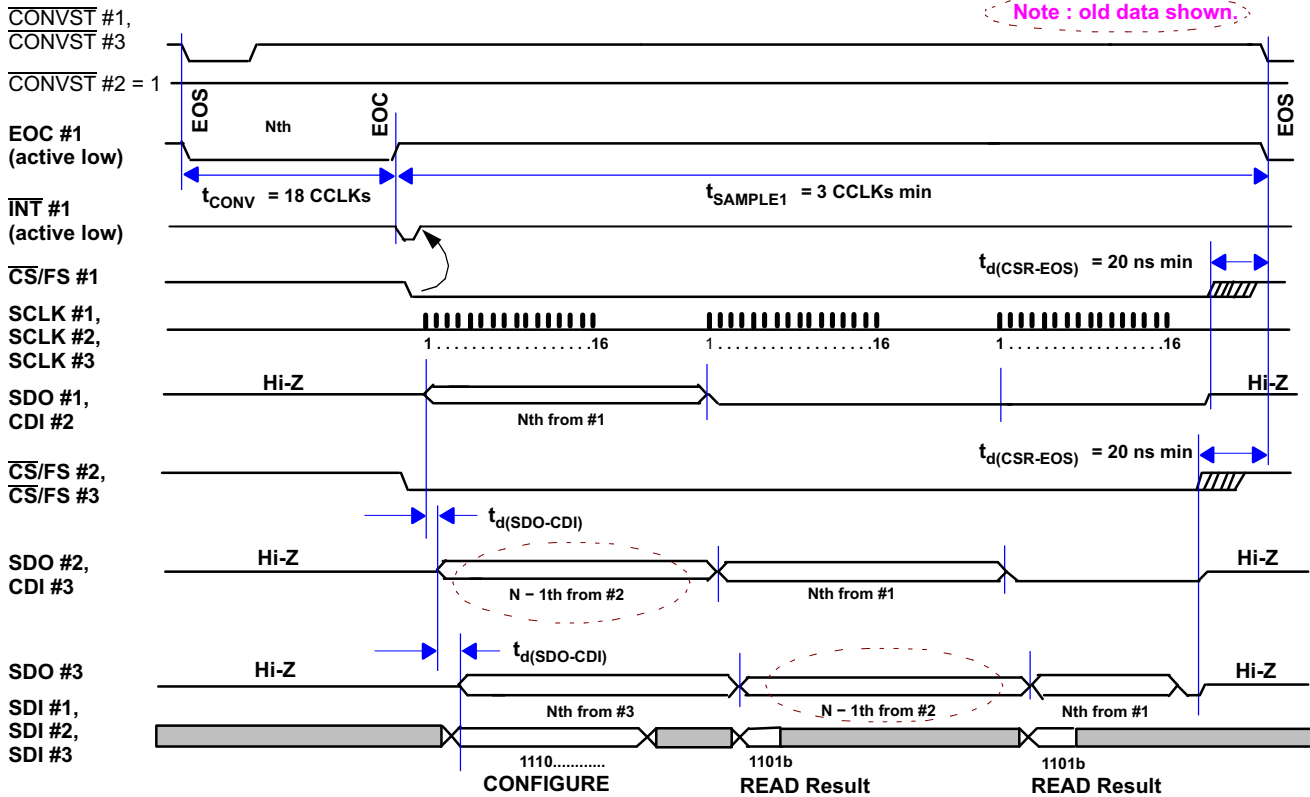 Note : old data shown.
CONVST #1,
CONVST #3
CONVST #2 = 1
EOS
Nth
EOC
EOS
EOC #1
(active low)
tCONV = 18 CCLKs
tSAMPLE1 = 3 CCLKs min
INT #1
(active low)
td(CSR-EOS) = 20 ns min
CS/FS #1
SCLK #1,
SCLK #2,
SCLK #3
1 . . . . . . . . . . . . . . . . . .16
1 . . . . . . . . . . . . . . . . . .16
1 . . . . . . . . . . . . . . . . . .16
Hi-Z
Hi-Z
SDO #1,
CDI #2
Nth from #1
td(CSR-EOS) = 20 ns min
CS/FS #2,
CS/FS #3
td(SDO-CDI)
Hi-Z
Hi-Z
SDO #2,
CDI #3
N − 1th from #2
Nth from #1
td(SDO-CDI)
Hi-Z
Hi-Z
SDO #3
Nth from #3
N − 1th from #2
Nth from #1
SDI #1,
SDI #2,
SDI #3
1110............
1101b
1101b
CONFIGURE
READ Result
READ Result